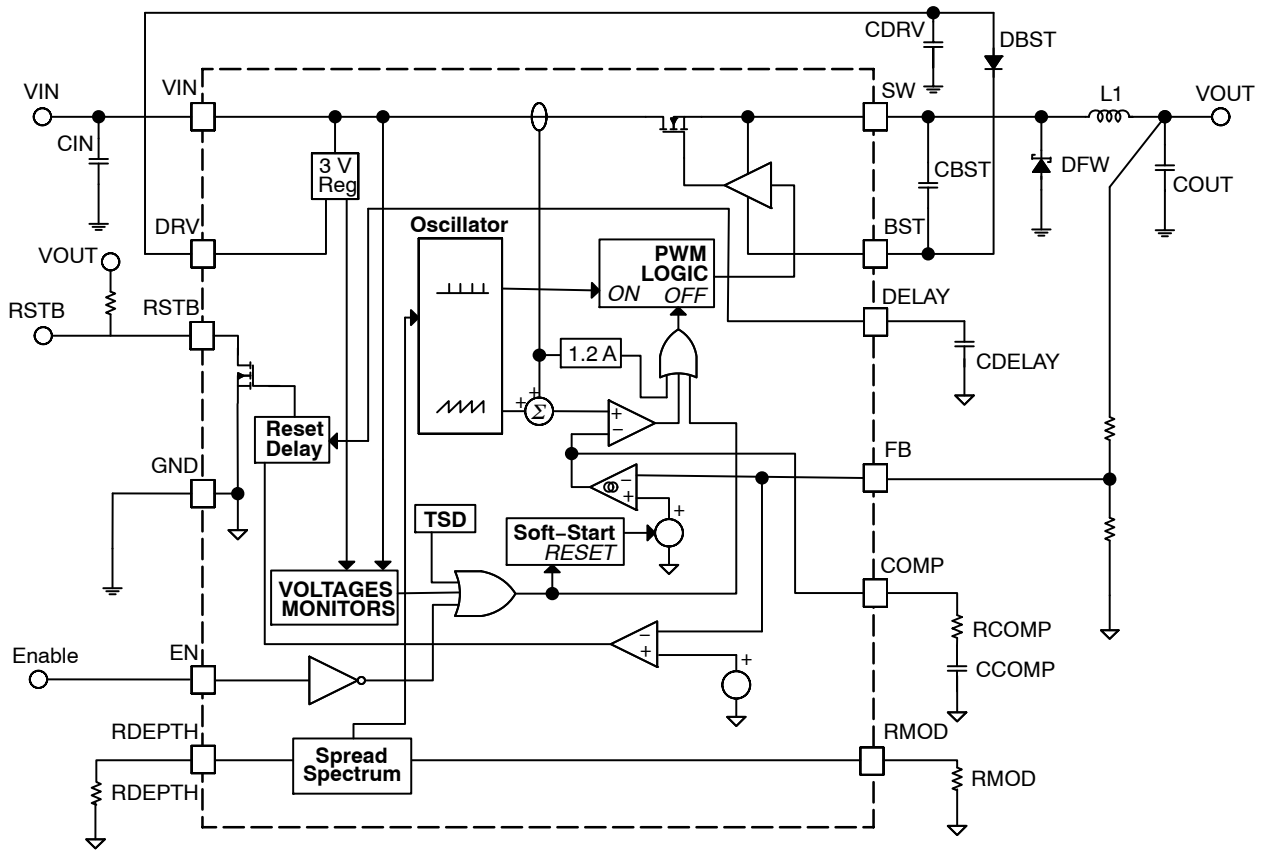 CDRV
DBST
VIN
VIN
SW
L1
VOUT
CIN
3 V
Reg
CBST
DFW
COUT
DRV
Oscillator
BST
VOUT
PWM
LOGIC
ON OFF
RSTB
RSTB
DELAY
1.2 A
CDELAY
+
+
Σ
+
−
Reset
Delay
FB
GND
−
+
TSD
+
Soft−Start
RESET
VOLTAGES
MONITORS
COMP
RCOMP
CCOMP
Enable
EN
−
+
+
RDEPTH
RMOD
Spread
Spectrum
RDEPTH
RMOD